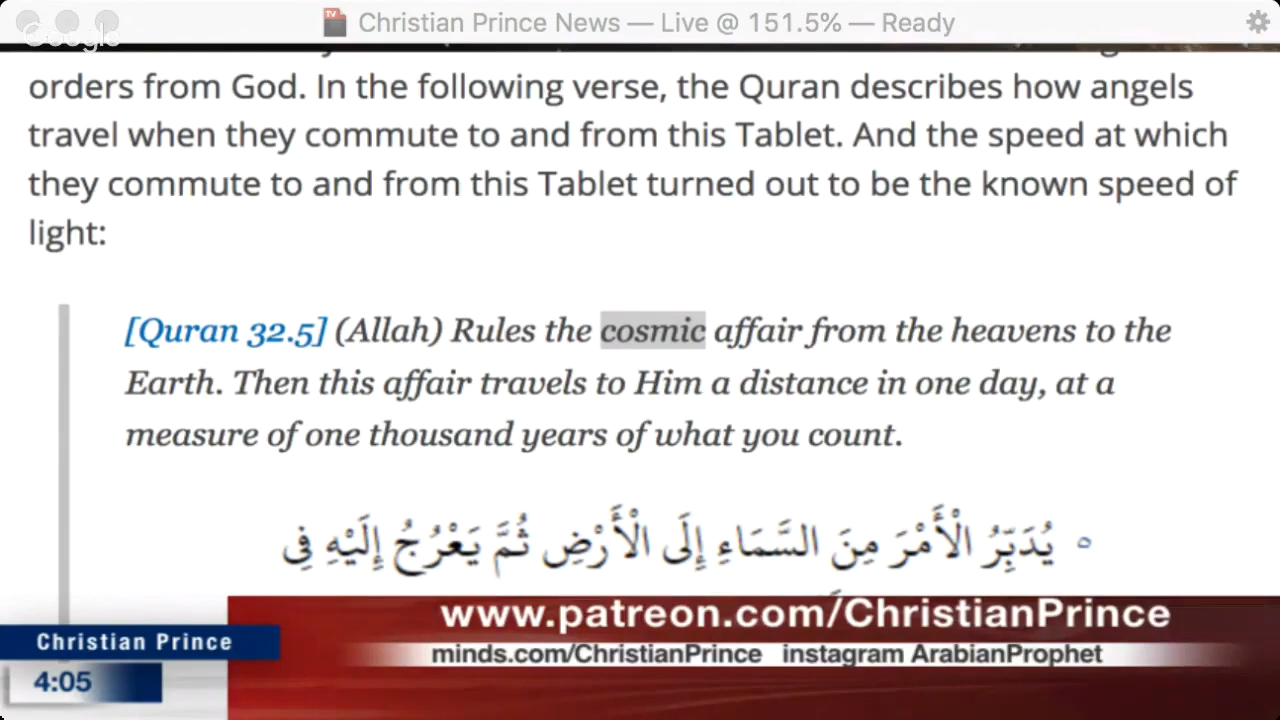 Christian Prince News — Live @ 151.5% — Ready
Google
orders from God. In the following verse, the Quran describes how angels
travel when they commute to and from this Tablet. And the speed at which
they commute to and from this Tablet turned out to be the known speed of
light:
[Quran 32.5] (Allah) Rules the cosmic affair from the heavens to the
Earth. Then this affair travels to Him a distance in one day, at a
measure of one thousand years of what you count.
٥ يُدَبِّرُ الْأَمْرَ مِنَ السَّمَاءِ إِلَى الْأَرْضِ ثُمَّ يَعْرُجُ إِلَيْهِ فِى
www.patreon.com/ChristianPrince
Christian Prince
minds.com/ChristianPrince instagram ArabianProphet
4:05